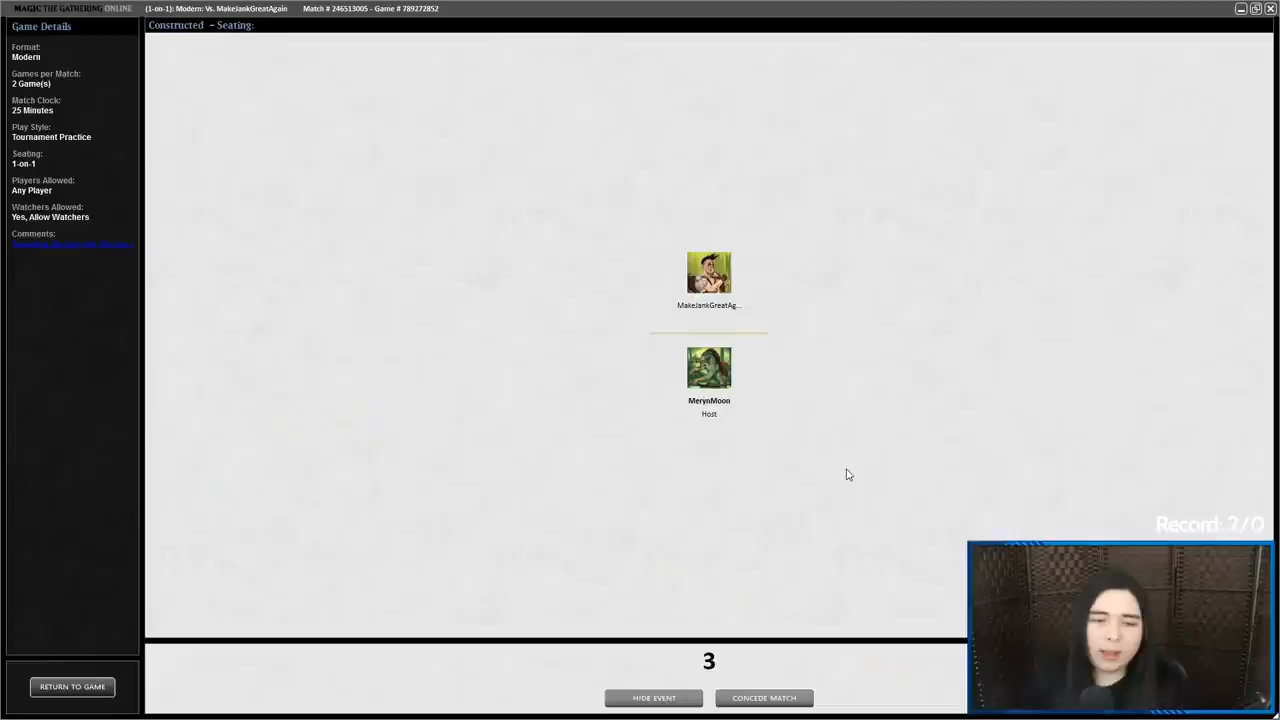 MAGIC THE GATHERING ONLINE (1-on-1): Modern: Vs. MakeJankGreatAgain Match # 246513005 - Game # 789272852
Game Details
Constructed - Seating:
Format:
Modern
Games per Match:
2 Game(s)
Match Clock:
25 Minutes
Play Style:
Tournament Practice
Seating:
1-on-1
Players Allowed:
Any Player
Watchers Allowed:
Yes, Allow Watchers
Comments:
MakeJankGreatAg...
MerynMoon
Host
Record: 2/0
3
RETURN TO GAME
HIDE EVENT
CONCEDE MATCH